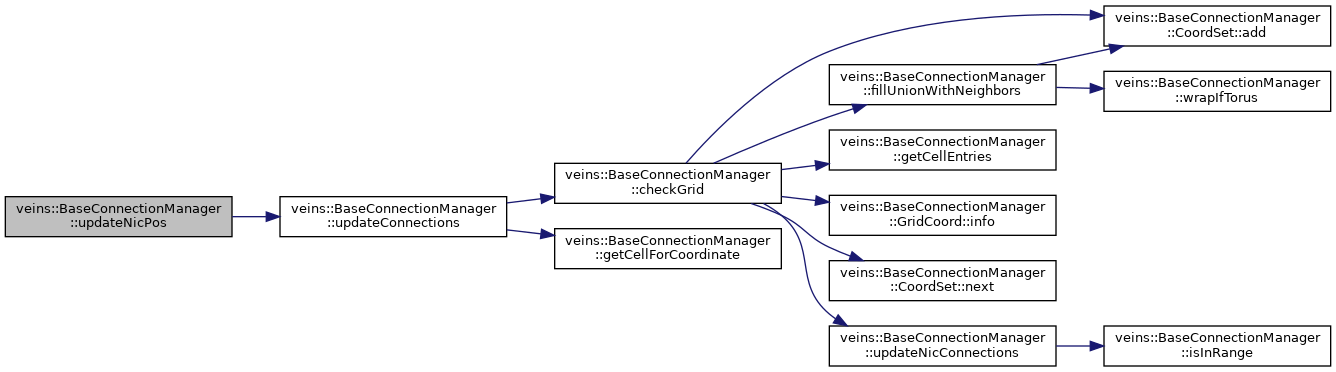 veins::BaseConnectionManager
::updateNicPos
veins::BaseConnectionManager
::updateConnections
veins::BaseConnectionManager
::checkGrid
veins::BaseConnectionManager
::getCellForCoordinate
veins::BaseConnectionManager
::CoordSet::add
veins::BaseConnectionManager
::fillUnionWithNeighbors
veins::BaseConnectionManager
::wrapIfTorus
veins::BaseConnectionManager
::getCellEntries
veins::BaseConnectionManager
::GridCoord::info
veins::BaseConnectionManager
::CoordSet::next
veins::BaseConnectionManager
::updateNicConnections
veins::BaseConnectionManager
::isInRange